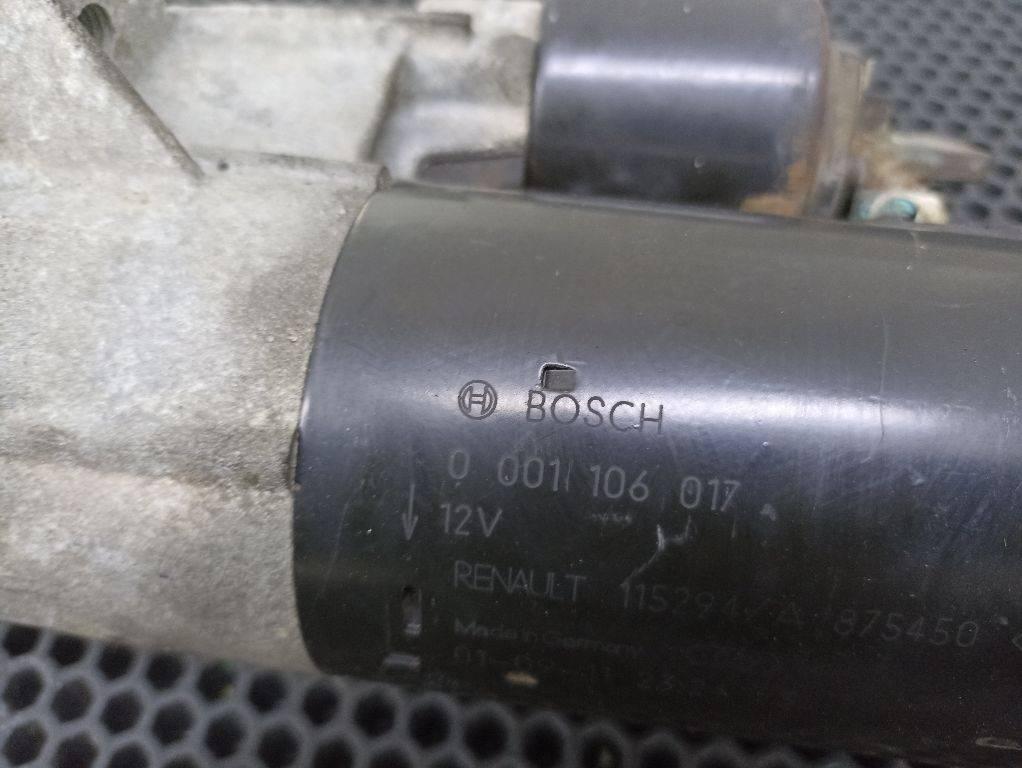 BOSCH
0 001 106 017
12V
RENAULT 115294/A 875450
Made in Germany